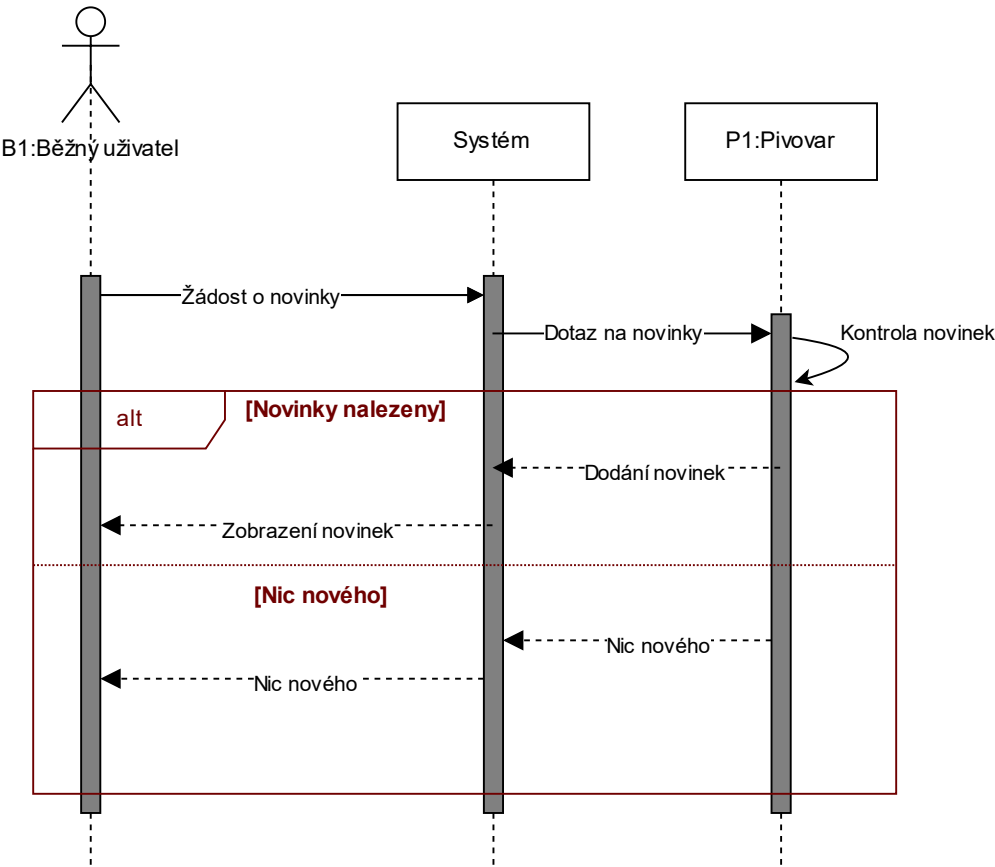 B1:Běžný uživatel
Systém
P1:Pivovar
Žádost o novinky
Dotaz na novinky
Kontrola novinek
alt
[Novinky nalezeny]
Dodání novinek
Zobrazení novinek
[Nic nového]
Nic nového
Nic nového